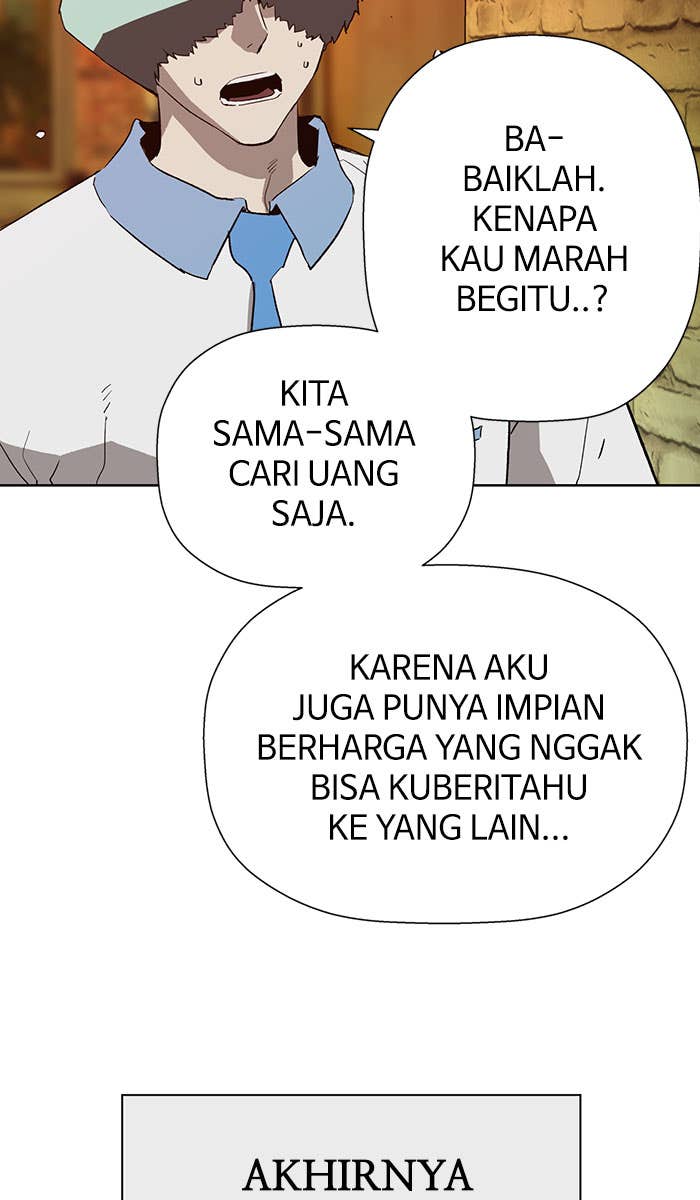 BA-
BAIKLAH.
KENAPA
KAU MARAH
BEGITU..?
KITA
SAMA-SAMA
CARI UANG
SAJA.
KARENA AKU
JUGA PUNYA IMPIAN
BERHARGA YANG NGGAK
BISA KUBERITAHU
KE YANG LAIN...
AKHIRNYA